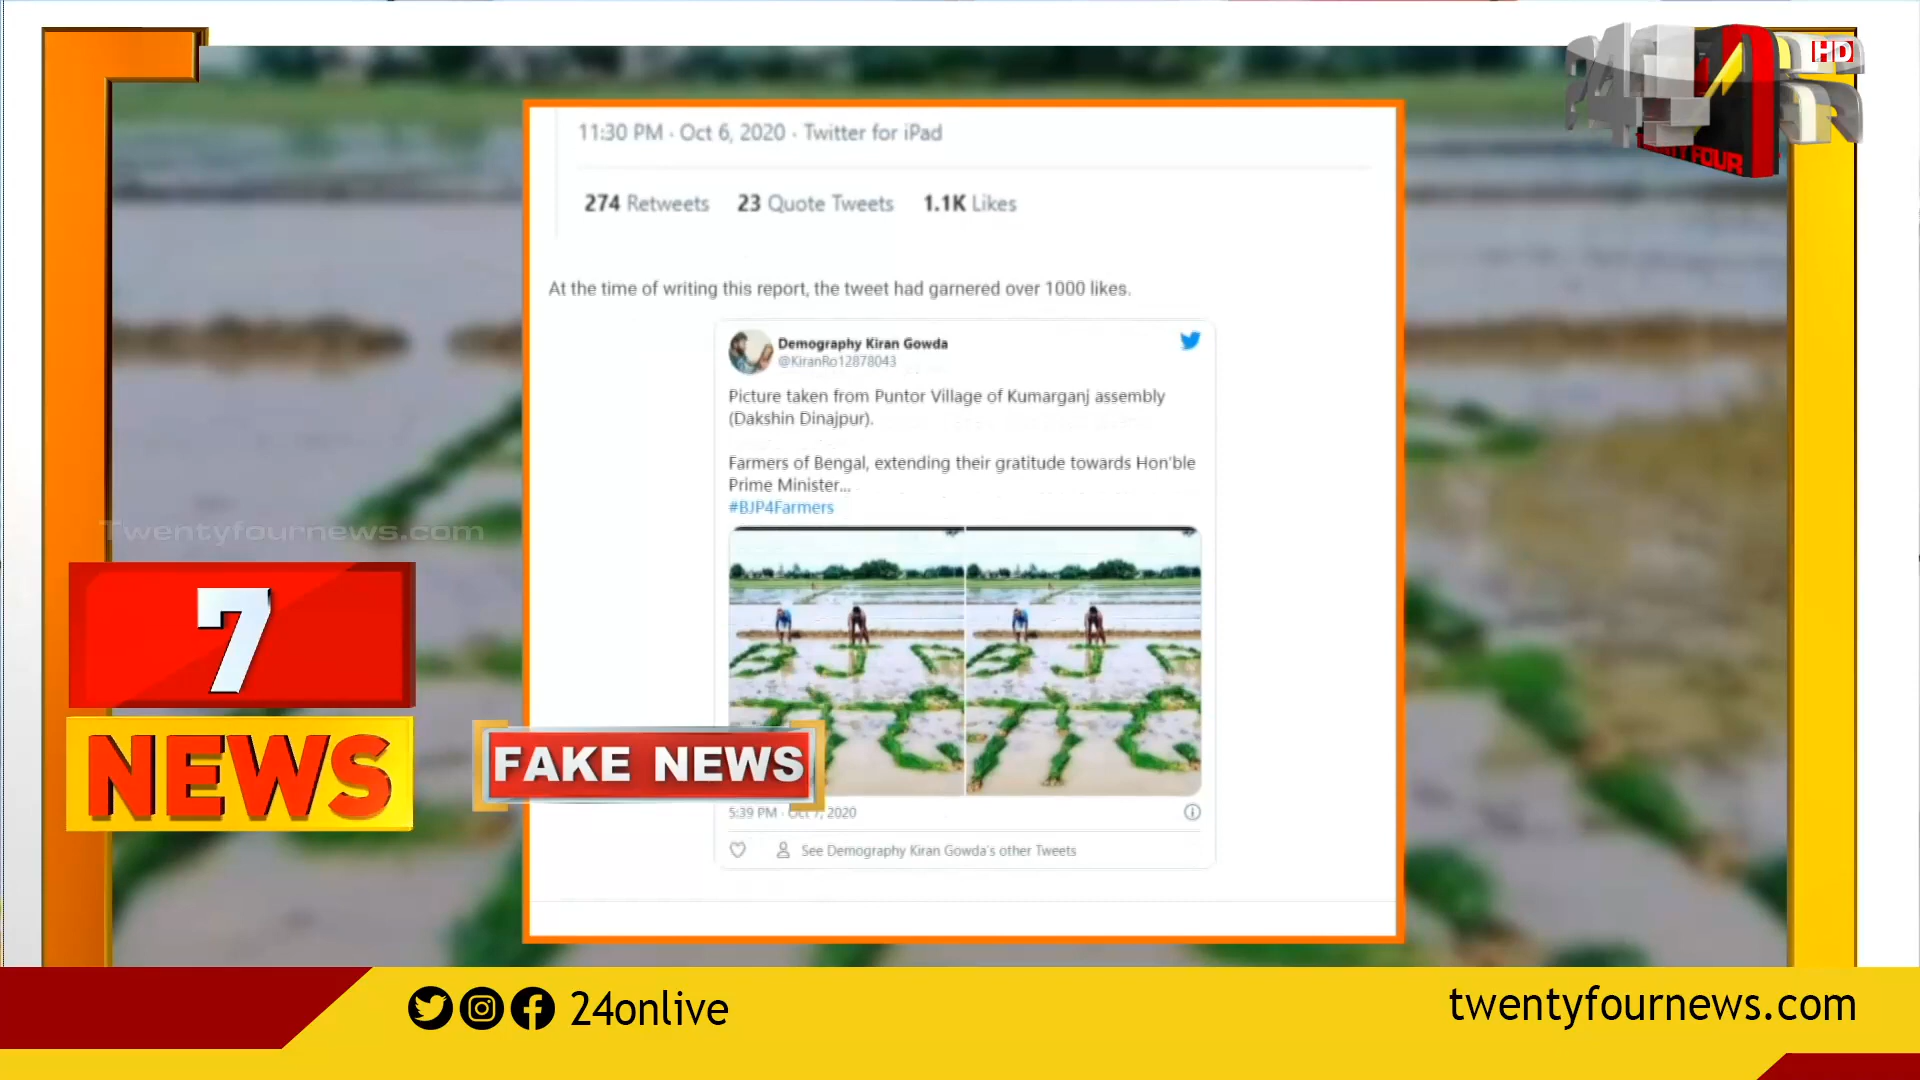 HD
TY FOUR
11:30 PM · Oct 6, 2020 · Twitter for iPad
274 Retweets 23 Quote Tweets 1.1K Likes
At the time of writing this report, the tweet had garnered over 1000 likes.
Demography Kiran Gowda
@KiranRo12878043
Picture taken from Puntor Village of Kumarganj assembly
(Dakshin Dinajpur).
Farmers of Bengal, extending their gratitude towards Hon'ble
Prime Minister...
#BJP4Farmers
Twentyfournews.com
7
NEWS
FAKE NEWS
5:39 PM · Oct 7, 2020
See Demography Kiran Gowda's other Tweets
24onlive
twentyfournews.com